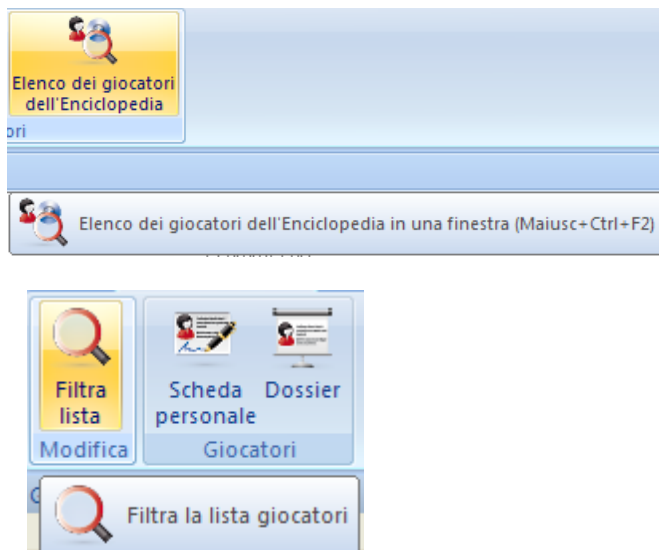 Elenco dei giocatori
dell'Enciclopedia
ori
Elenco dei giocatori dell'Enciclopedia in una finestra (Maiusc+Ctrl+F2)
Filtra
lista
Scheda
personale
Dossier
Modifica
Giocatori
Filtra la lista giocatori